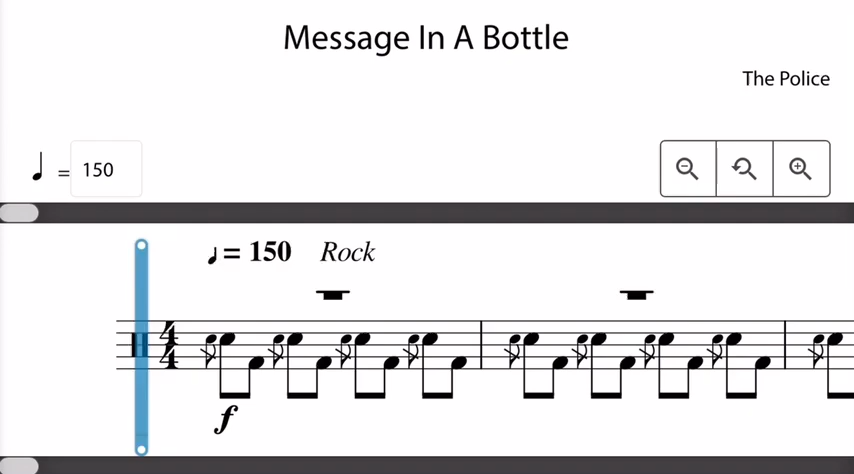 Message In A Bottle
The Police
♩ = 150
♩ = 150 Rock
4
4
f